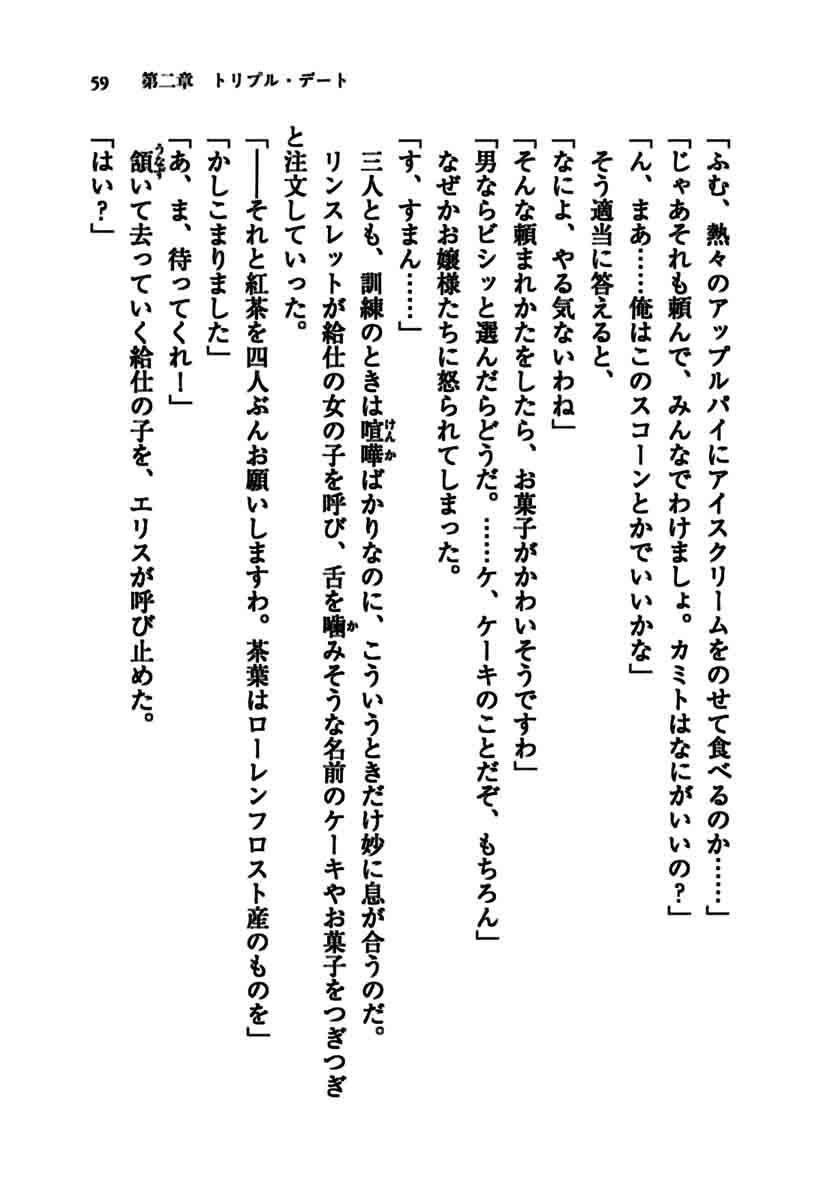 59　第二章　トリプル・デート
「ふむ、熱々のアップルパイにアイスクリームをのせて食べるのか……」
「じゃあそれも頼んで、みんなでわけましょ。カミトはなにがいいの？」
「ん、まあ……俺はこのスコーンとかでいいかな」
そう適当に答えると、
「なによ、やる気ないわね」
「そんな頼まれかたをしたら、お菓子がかわいそうですわ」
「男ならビシッと選んだらどうだ。……ケ、ケーキのことだぞ、もちろん」
なぜかお嬢様たちに怒られてしまった。
「す、すまん……」
三人とも、訓練のときは喧嘩ばかりなのに、こういうときだけ妙に息が合うのだ。
リンスレットが給仕の女の子を呼び、舌を噛みそうな名前のケーキやお菓子をつぎつぎ
と注文していった。
「――それと紅茶を四人ぶんお願いしますわ。茶葉はローレンフロスト産のものを」
「かしこまりました」
「あ、ま、待ってくれ！」
頷いて去っていく給仕の子を、エリスが呼び止めた。
「はい？」